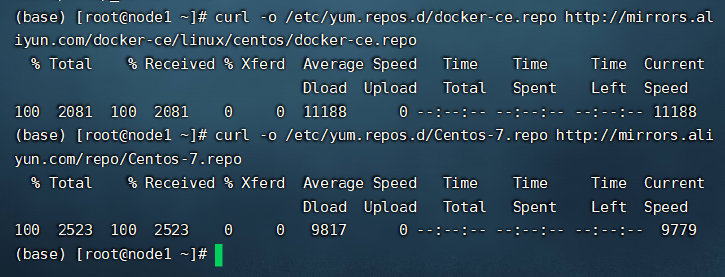 (base) [root@node1 ~]# curl -o /etc/yum.repos.d/docker-ce.repo http://mirrors.al
iyun.com/docker-ce/linux/centos/docker-ce.repo
  % Total    % Received % Xferd  Average Speed   Time    Time     Time  Current
                                 Dload  Upload   Total   Spent    Left  Speed
100  2081  100  2081    0     0  11188      0 --:--:-- --:--:-- --:--:-- 11188
(base) [root@node1 ~]# curl -o /etc/yum.repos.d/Centos-7.repo http://mirrors.ali
yun.com/repo/Centos-7.repo
  % Total    % Received % Xferd  Average Speed   Time    Time     Time  Current
                                 Dload  Upload   Total   Spent    Left  Speed
100  2523  100  2523    0     0   9817      0 --:--:-- --:--:-- --:--:--  9779
(base) [root@node1 ~]#